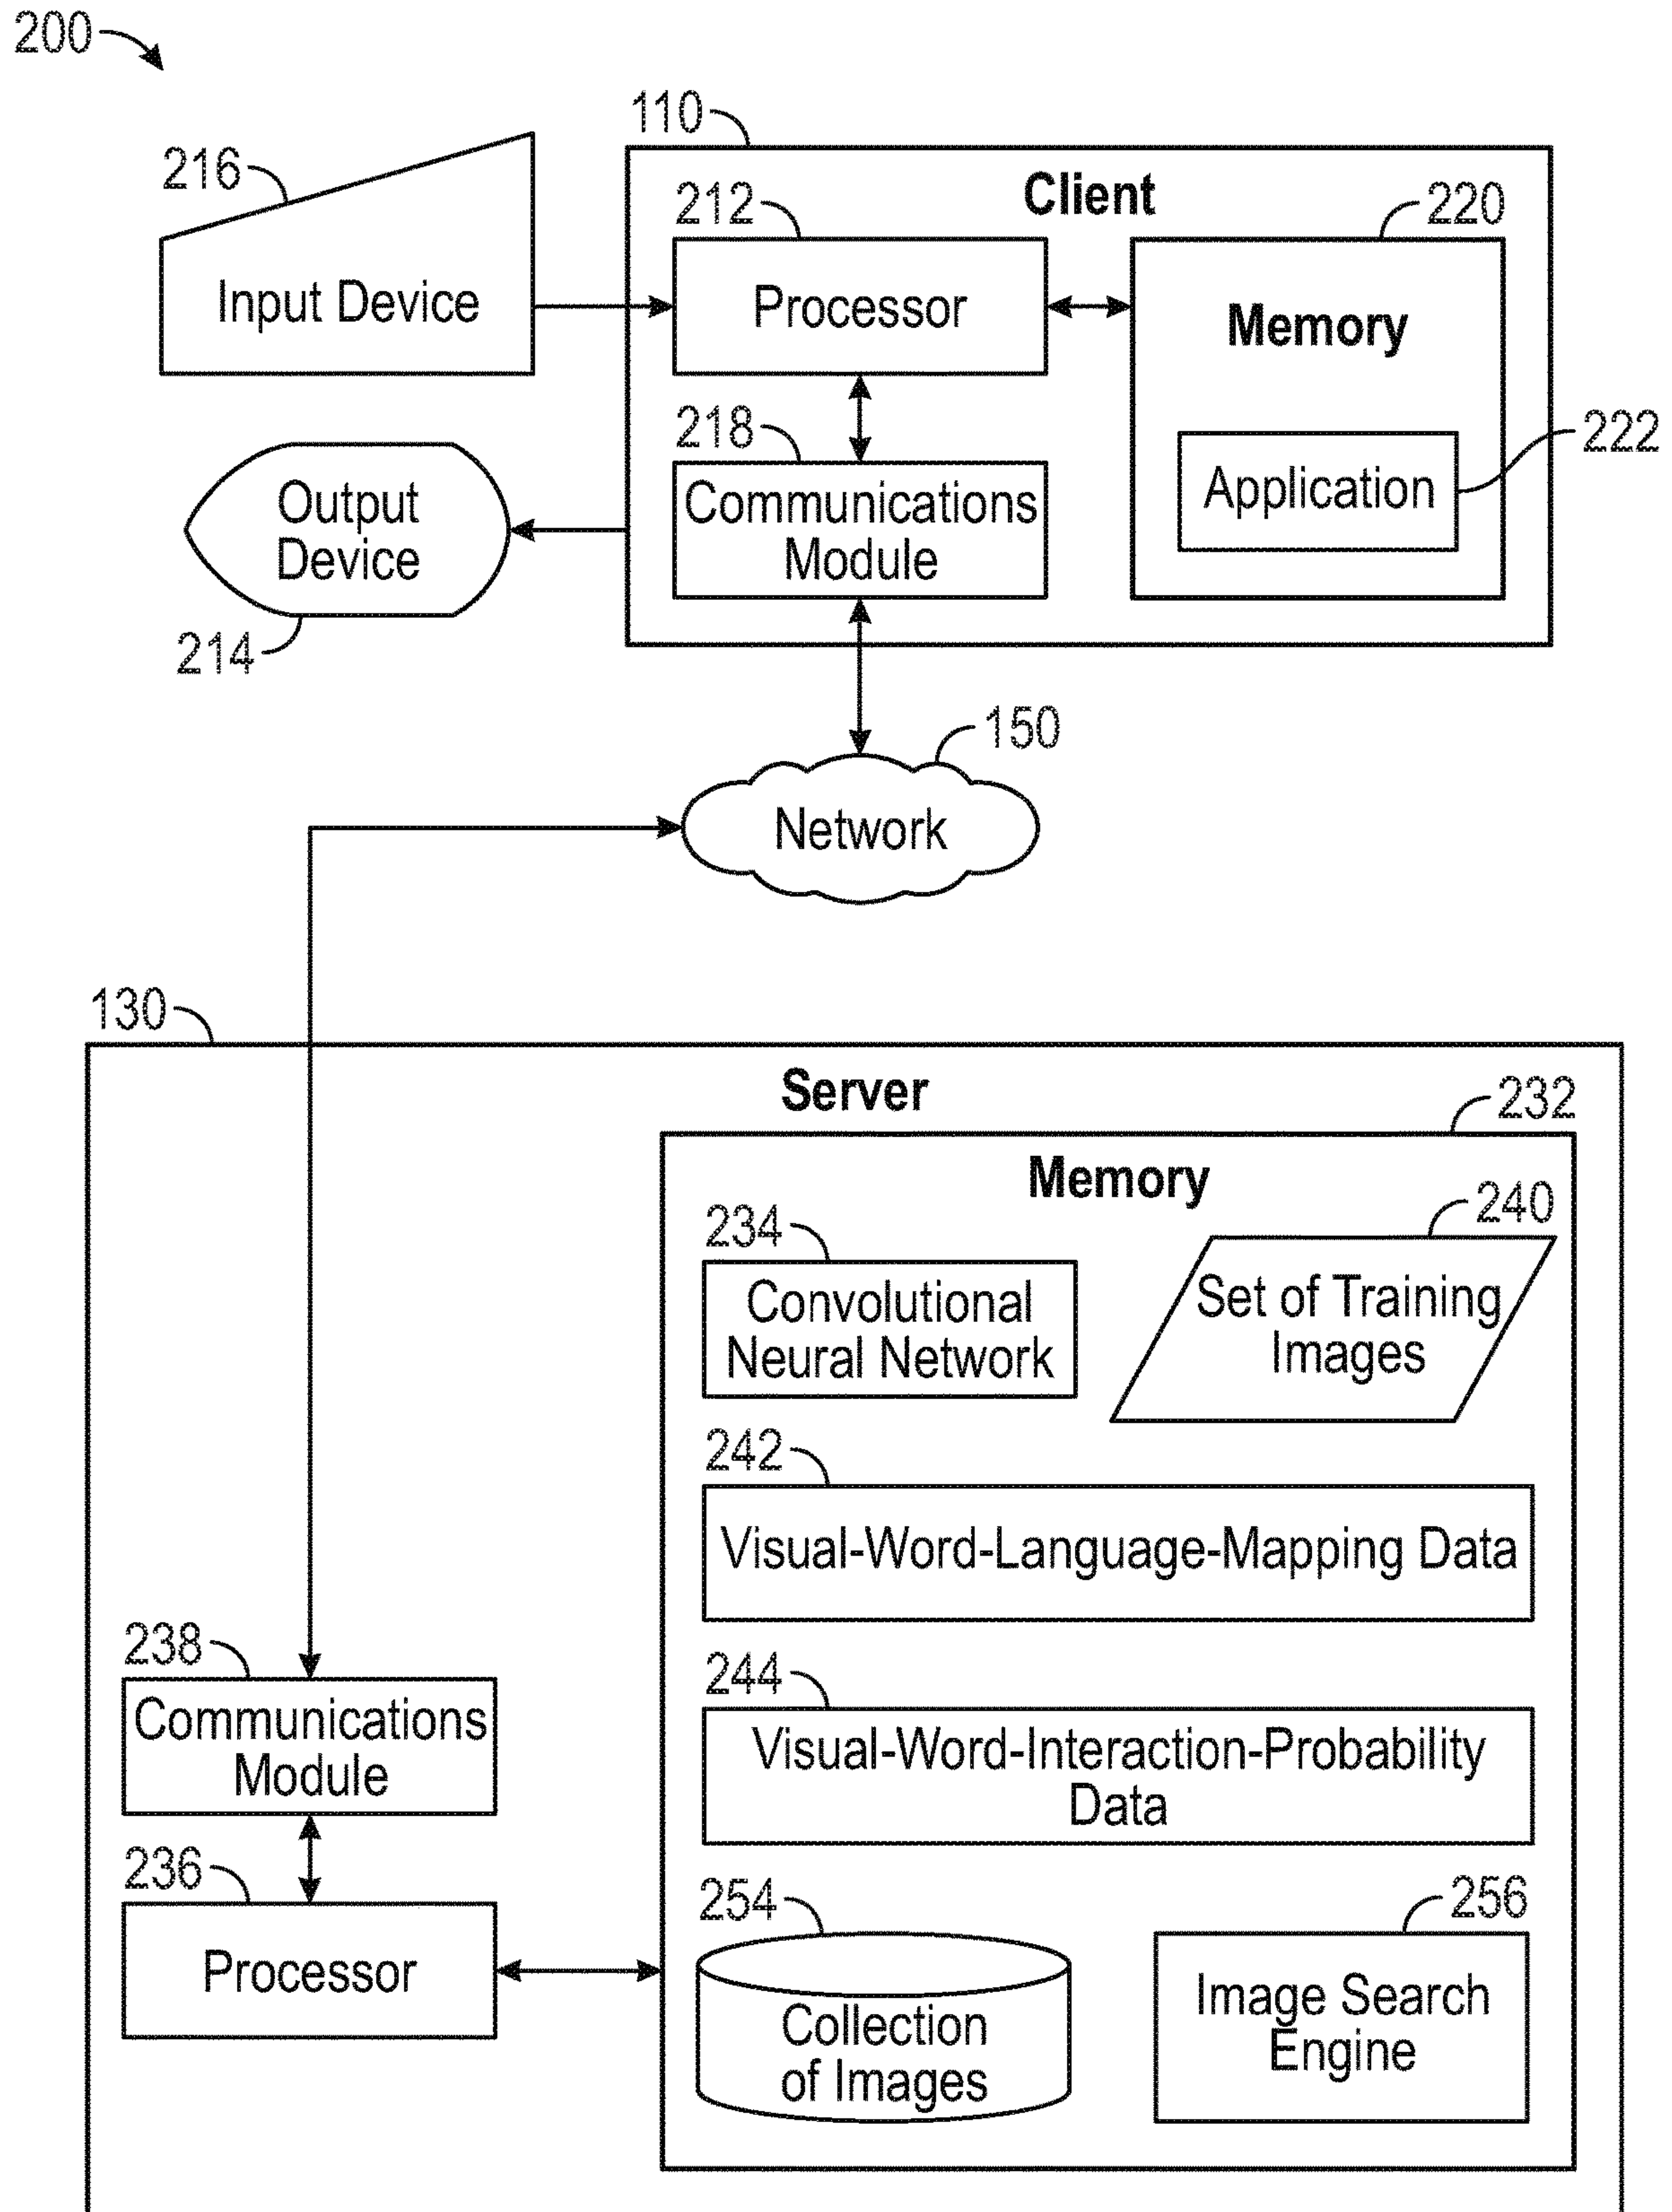 200
110
216
212
Client
220
Input Device
Processor
Memory
218
222
Output
Device
Communications
Module
Application
214
150
Network
130
Server
232
Memory
234
240
Convolutional
Neural Network
Set of Training
Images
242
Visual-Word-Language-Mapping Data
238
244
Communications
Module
Visual-Word-Interaction-Probability
Data
236
254
256
Processor
Collection
of Images
Image Search
Engine